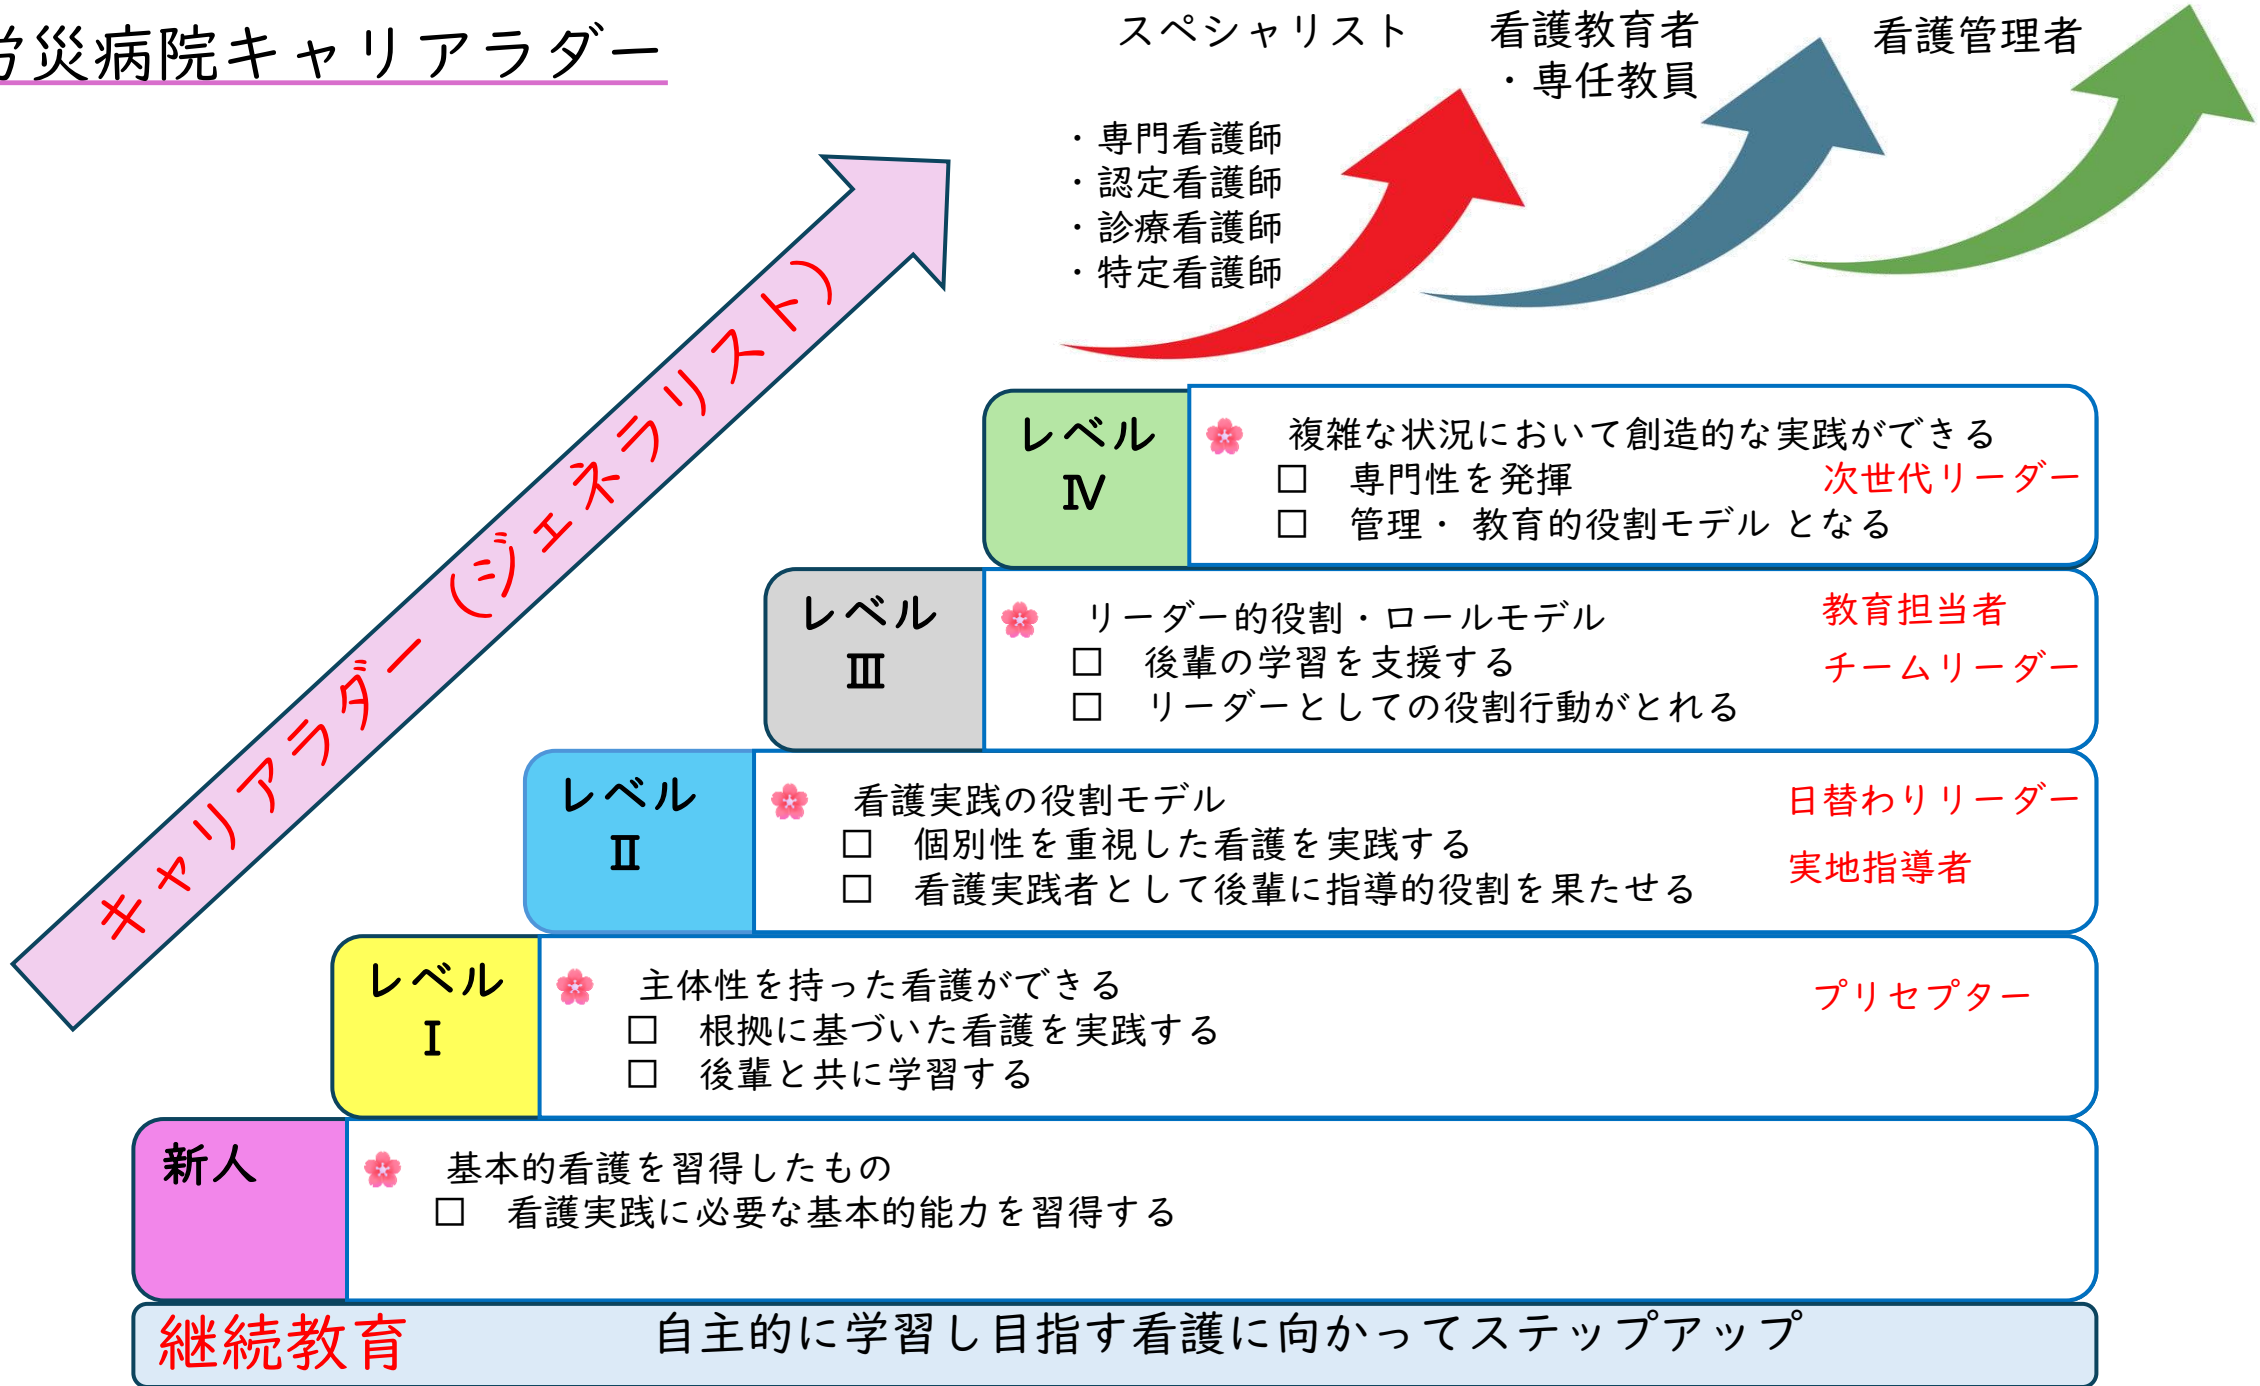 労災病院キャリアラダー
スペシャリスト
・専門看護師
・認定看護師
・診療看護師
・特定看護師
看護教育者
・専任教員
看護管理者
キャリアラダー（ジェネラリスト）
レベル
Ⅳ
🌸 複雑な状況において創造的な実践ができる
□ 専門性を発揮
□ 管理・ 教育的役割モデル となる
次世代リーダー
レベル
Ⅲ
🌸 リーダー的役割・ロールモデル
□ 後輩の学習を支援する
□ リーダーとしての役割行動がとれる
教育担当者
チームリーダー
レベル
Ⅱ
🌸 看護実践の役割モデル
□ 個別性を重視した看護を実践する
□ 看護実践者として後輩に指導的役割を果たせる
日替わりリーダー
実地指導者
レベル
Ⅰ
🌸 主体性を持った看護ができる
□ 根拠に基づいた看護を実践する
□ 後輩と共に学習する
プリセプター
新人
🌸 基本的看護を習得したもの
□ 看護実践に必要な基本的能力を習得する
継続教育
自主的に学習し目指す看護に向かってステップアップ